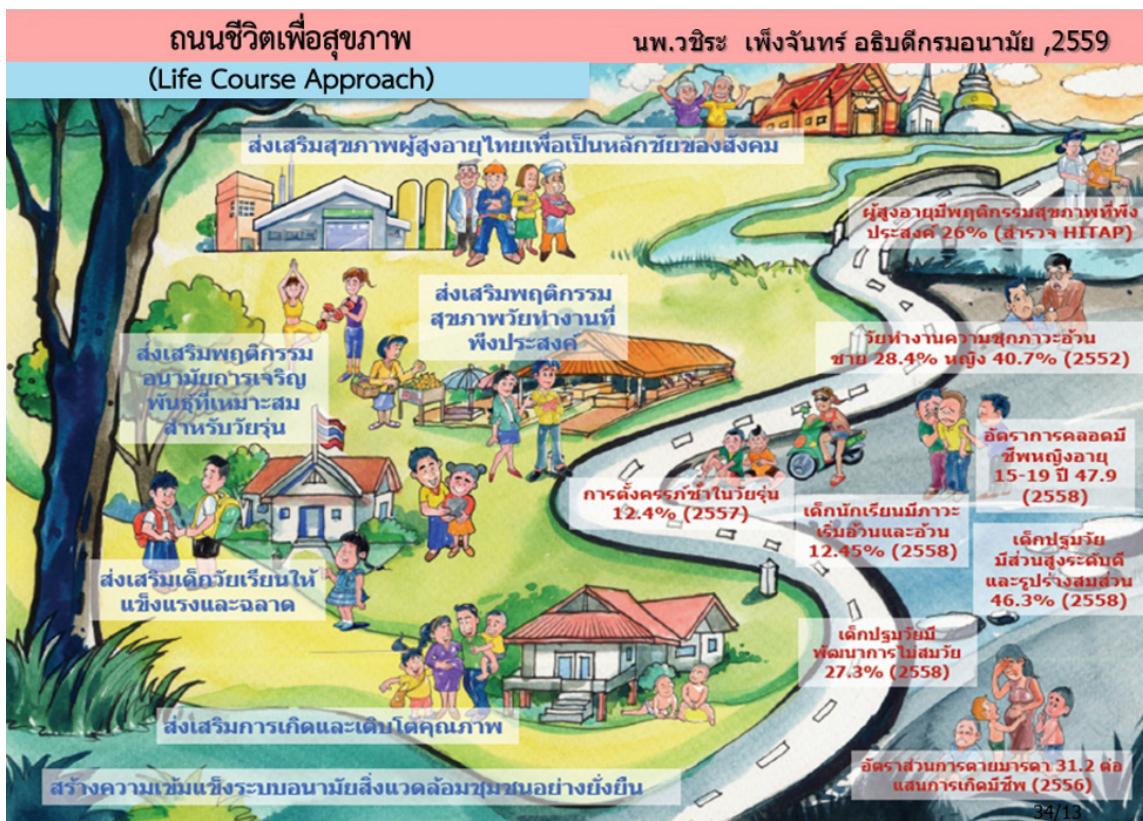 ถนนชีวิตเพื่อสุขภาพ
นพ.วชิระ เพ็งจันทร์ อธิบดีกรมอนามัย ,2559
(Life Course Approach)
ส่งเสริมสุขภาพผู้สูงอายุไทยเพื่อเป็นหลักชัยของสังคม
ผู้สูงอายุมีพฤติกรรมสุขภาพที่พึง
ประสงค์ 26% (สำรวจ HITAP)
ส่งเสริมพฤติกรรม
สุขภาพวัยทำงานที่
พึงประสงค์
วัยทำงานความชุกภาวะอ้วน
ชาย 28.4% หญิง 40.7% (2552)
ส่งเสริมพฤติกรรม
อนามัยการเจริญ
พันธุ์ที่เหมาะสม
สำหรับวัยรุ่น
อัตราการคลอดมี
ชีพหญิงอายุ
15-19 ปี 47.9
(2558)
การตั้งครรภ์ซ้ำในวัยรุ่น
12.4% (2557)
เด็กนักเรียนมีภาวะ
เริ่มอ้วนและอ้วน
12.45% (2558)
เด็กปฐมวัย
มีส่วนสูงระดับดี
และรูปร่างสมส่วน
46.3% (2558)
ส่งเสริมเด็กวัยเรียนให้
แข็งแรงและฉลาด
เด็กปฐมวัยมี
พัฒนาการไม่สมวัย
27.3% (2558)
ส่งเสริมการเกิดและเติบโตคุณภาพ
อัตราส่วนการตายมารดา 31.2 ต่อ
แสนการเกิดมีชีพ (2556)
สร้างความเข้มแข็งระบบอนามัยสิ่งแวดล้อมชุมชนอย่างยั่งยืน
34/13